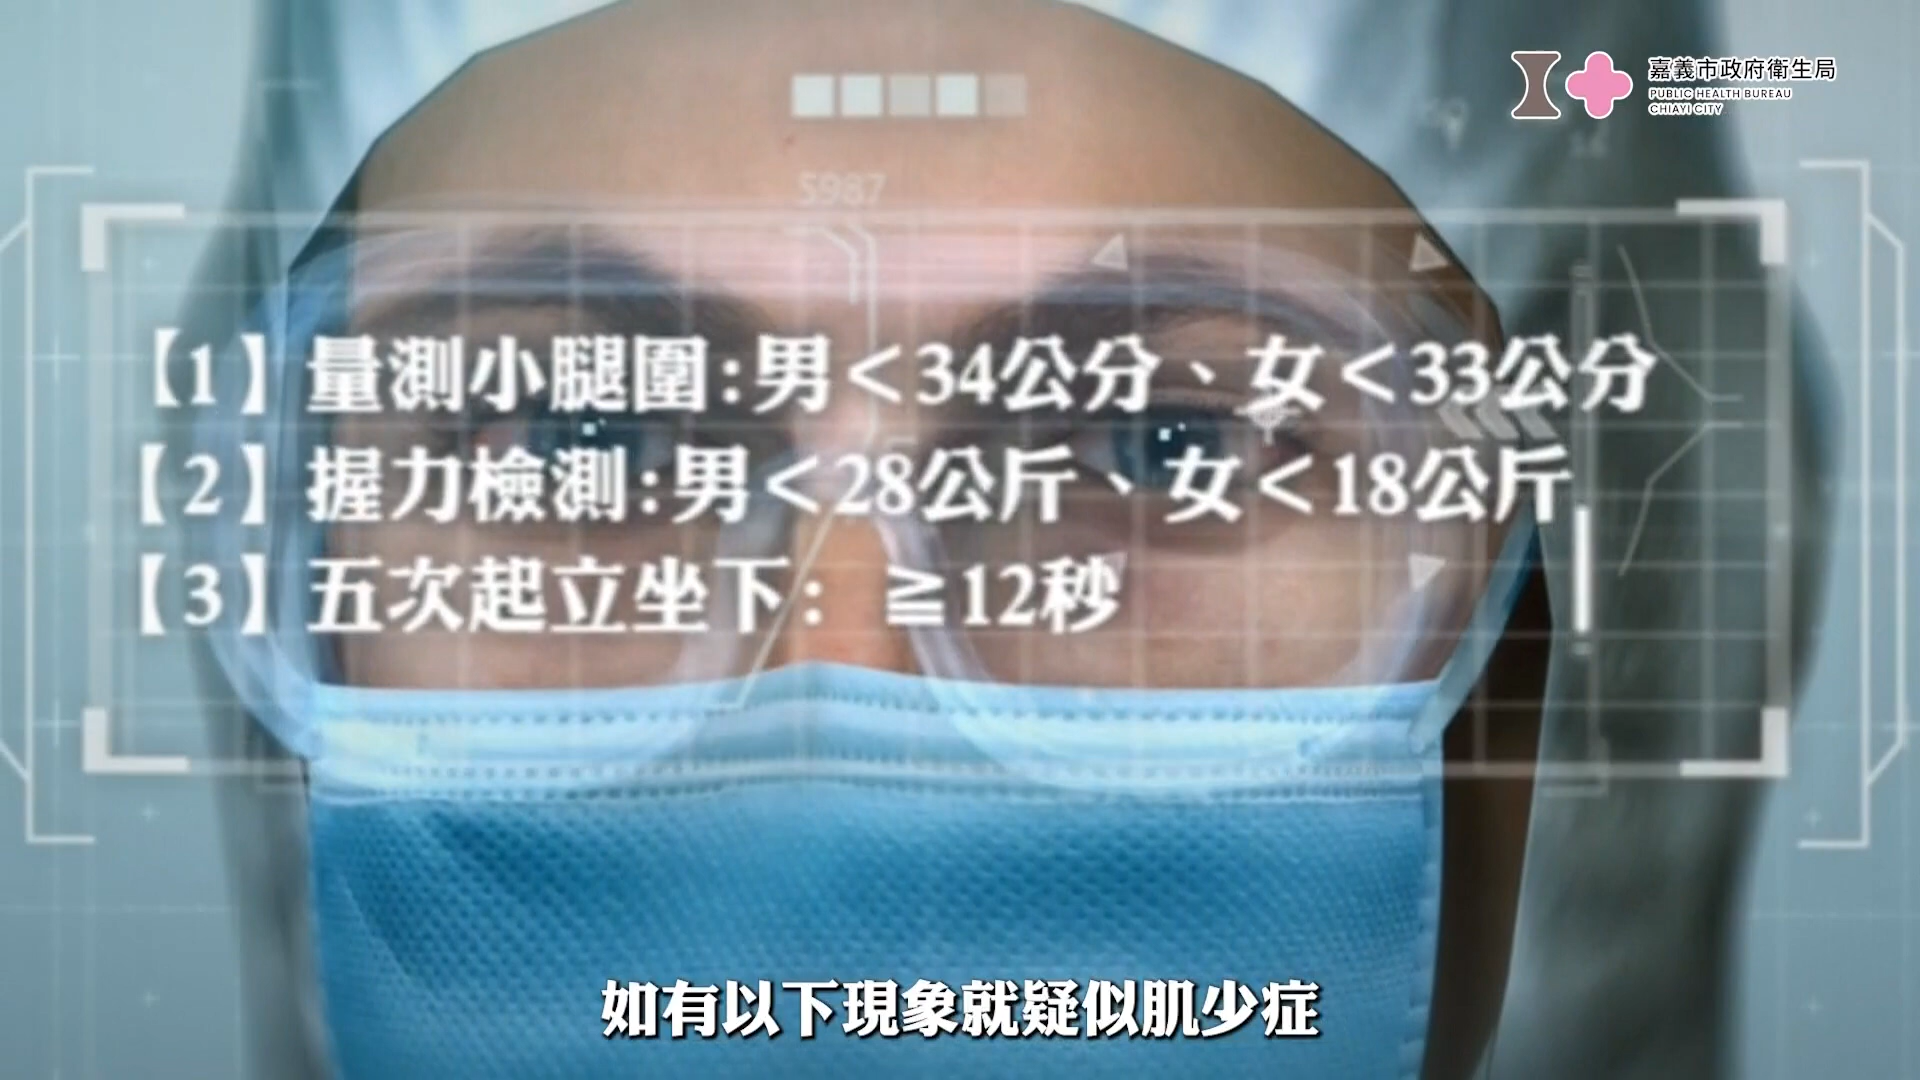 嘉義市政府衛生局
PUBLIC HEALTH BUREAU
CHIAYI CITY
S987
【1】量測小腿圍:男<34公分、女<33公分
【2】握力檢測:男<28公斤、女<18公斤
【3】五次起立坐下: ≧12秒
如有以下現象就疑似肌少症